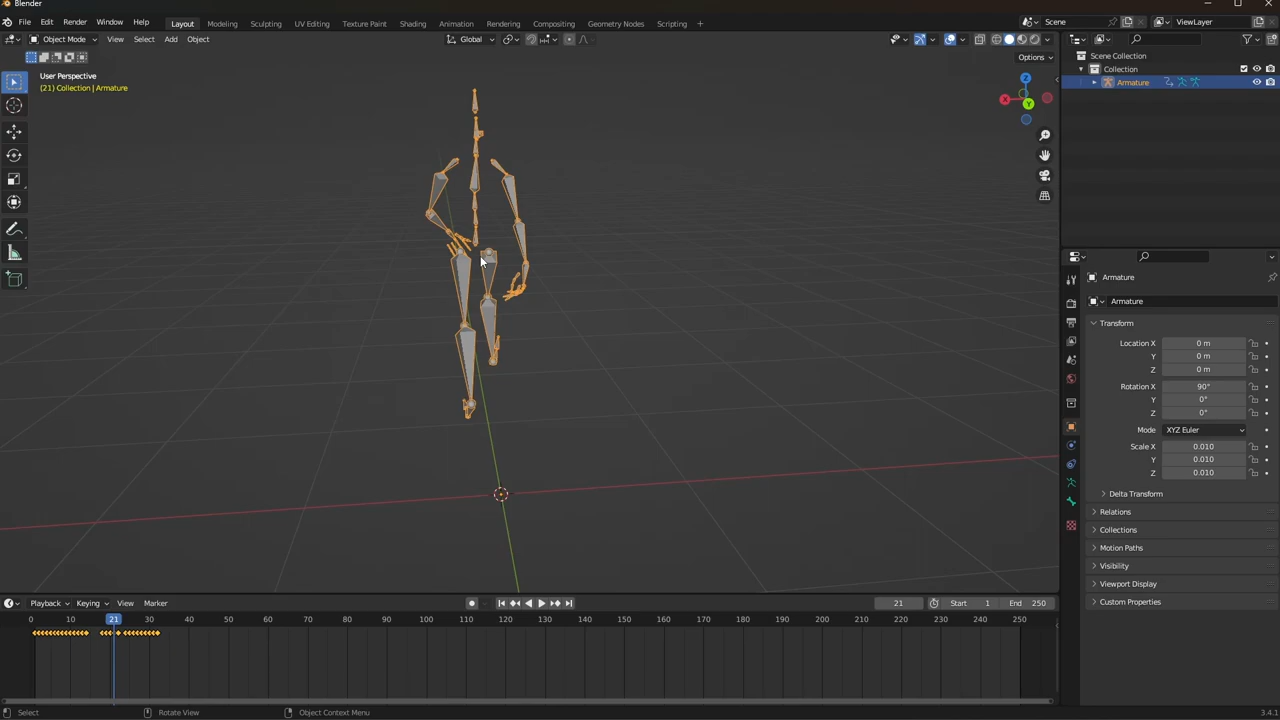 Blender
File Edit Render Window Help
Layout Modeling Sculpting UV Editing Texture Paint Shading Animation Rendering Compositing Geometry Nodes Scripting +
Scene
ViewLayer
Object Mode View Select Add Object
Global
Options
User Perspective
(21) Collection | Armature
Z
X
Y
Scene Collection
Collection
Armature
Armature
Armature
Transform
Location X 0 m
Y 0 m
Z 0 m
Rotation X 90°
Y 0°
Z 0°
Mode XYZ Euler
Scale X 0.010
Y 0.010
Z 0.010
Delta Transform
Relations
Collections
Motion Paths
Visibility
Viewport Display
Custom Properties
Playback Keying View Marker
21 Start 1 End 250
0 10 21 30 40 50 60 70 80 90 100 110 120 130 140 150 160 170 180 190 200 210 220 230 240 250
Select Rotate View Object Context Menu 3.4.1